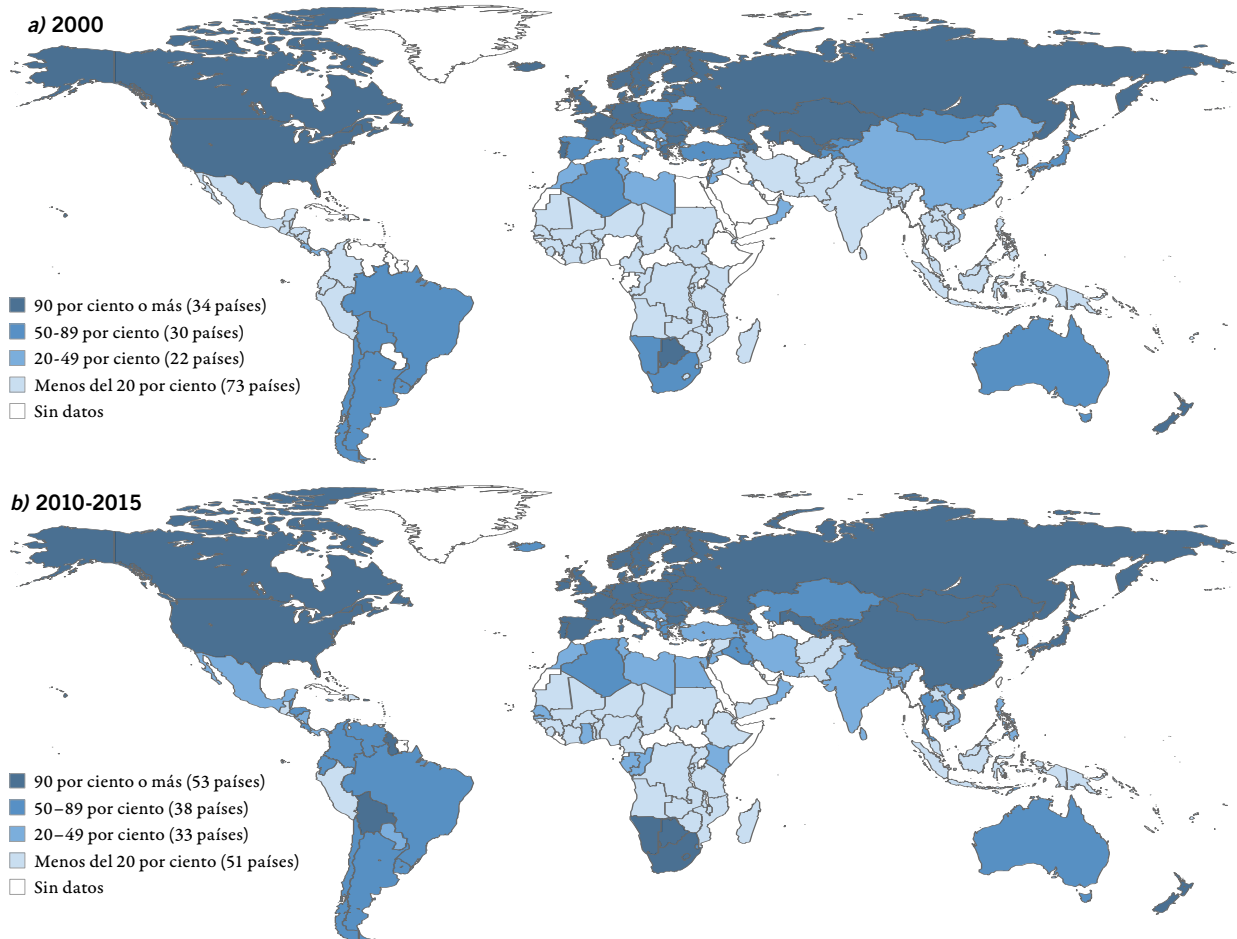 a) 2000
90 por ciento o más (34 países)
50-89 por ciento (30 países)
20-49 por ciento (22 países)
Menos del 20 por ciento (73 países)
Sin datos
b) 2010-2015
90 por ciento o más (53 países)
50–89 por ciento (38 países)
20–49 por ciento (33 países)
Menos del 20 por ciento (51 países)
Sin datos